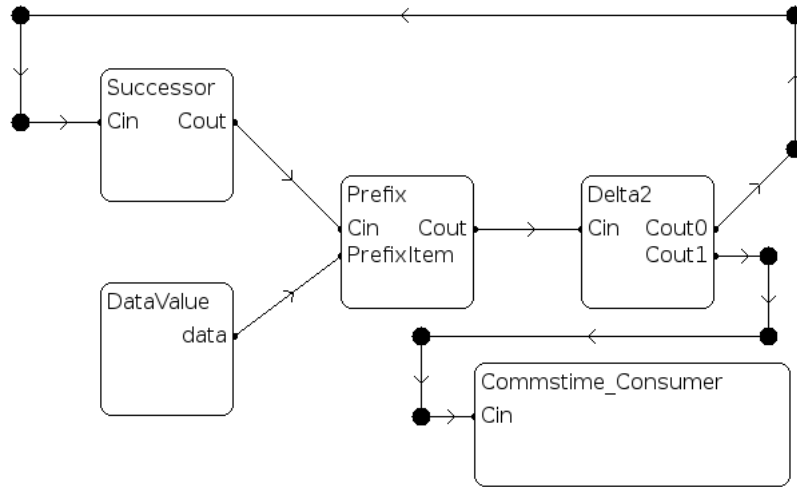 Successor
Cin Cout
Prefix
Cin Cout
PrefixItem
Delta2
Cin Cout0
Cout1
DataValue
data
Commstime_Consumer
Cin